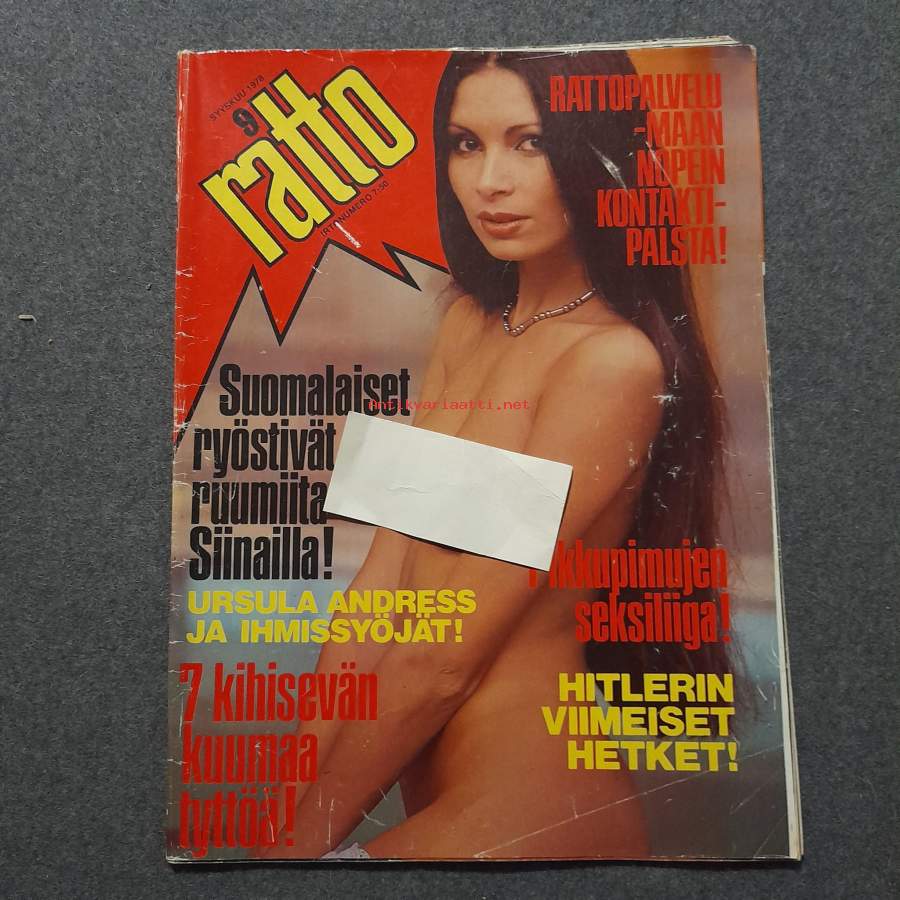 SYYSKUU 1978
9
ratto
IRTONUMERO 7:50
RATTOPALVELU
-MAAN
NOPEIN
KONTAKTI-
PALSTA!
Suomalaiset
ryöstivät
ruumiita
Siinailla!
Antikvariaatti.net
URSULA ANDRESS
JA IHMISSYÖJÄT!
seksiliiga!
7 kihisevän
kuumaa
tyttöä!
HITLERIN
VIIMEISET
HETKET!